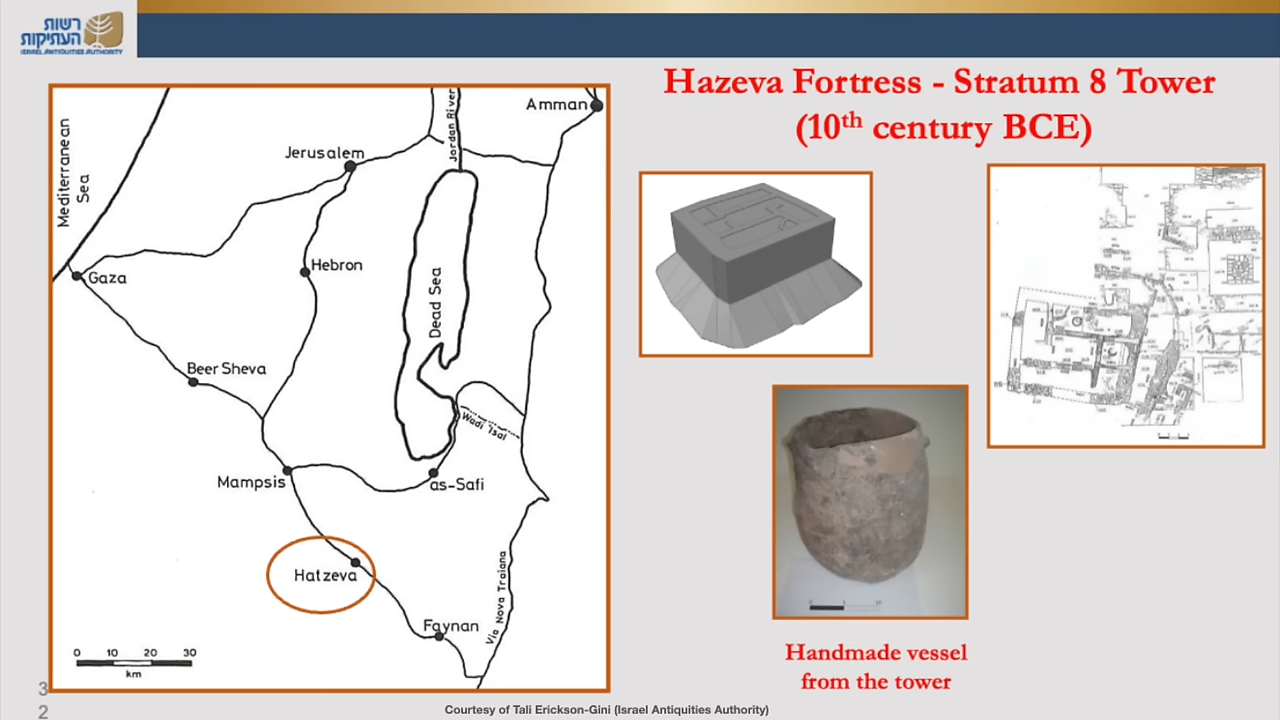 רשות
העתיקות
ISRAEL ANTIQUITIES AUTHORITY
Hazeva Fortress - Stratum 8 Tower
(10th century BCE)
Mediterranean
Sea
Amman
Jordan River
Jerusalem
Gaza
Hebron
Dead Sea
Beer Sheva
Wadi Isal
Mampsis
as-Safi
Hatzeva
Via Nova Traiana
Faynan
0 10 20 30
km
Handmade vessel
from the tower
3
2
Courtesy of Tali Erickson-Gini (Israel Antiquities Authority)